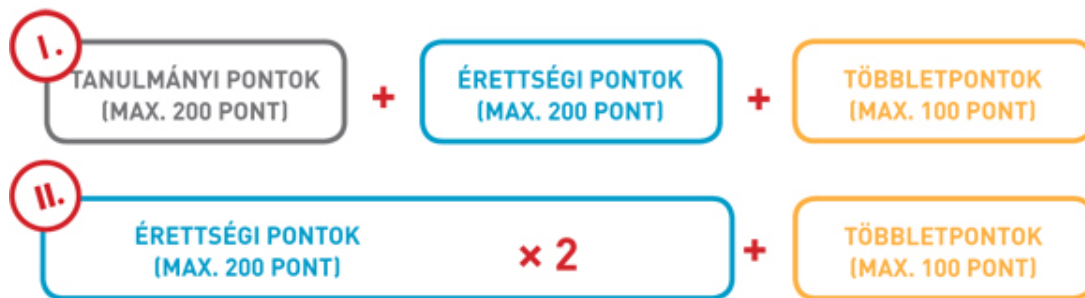 I.
TANULMÁNYI PONTOK
(MAX. 200 PONT)
+
ÉRETTSÉGI PONTOK
(MAX. 200 PONT)
+
TÖBBLETPONTOK
(MAX. 100 PONT)
II.
ÉRETTSÉGI PONTOK
(MAX. 200 PONT)
× 2
+
TÖBBLETPONTOK
(MAX. 100 PONT)